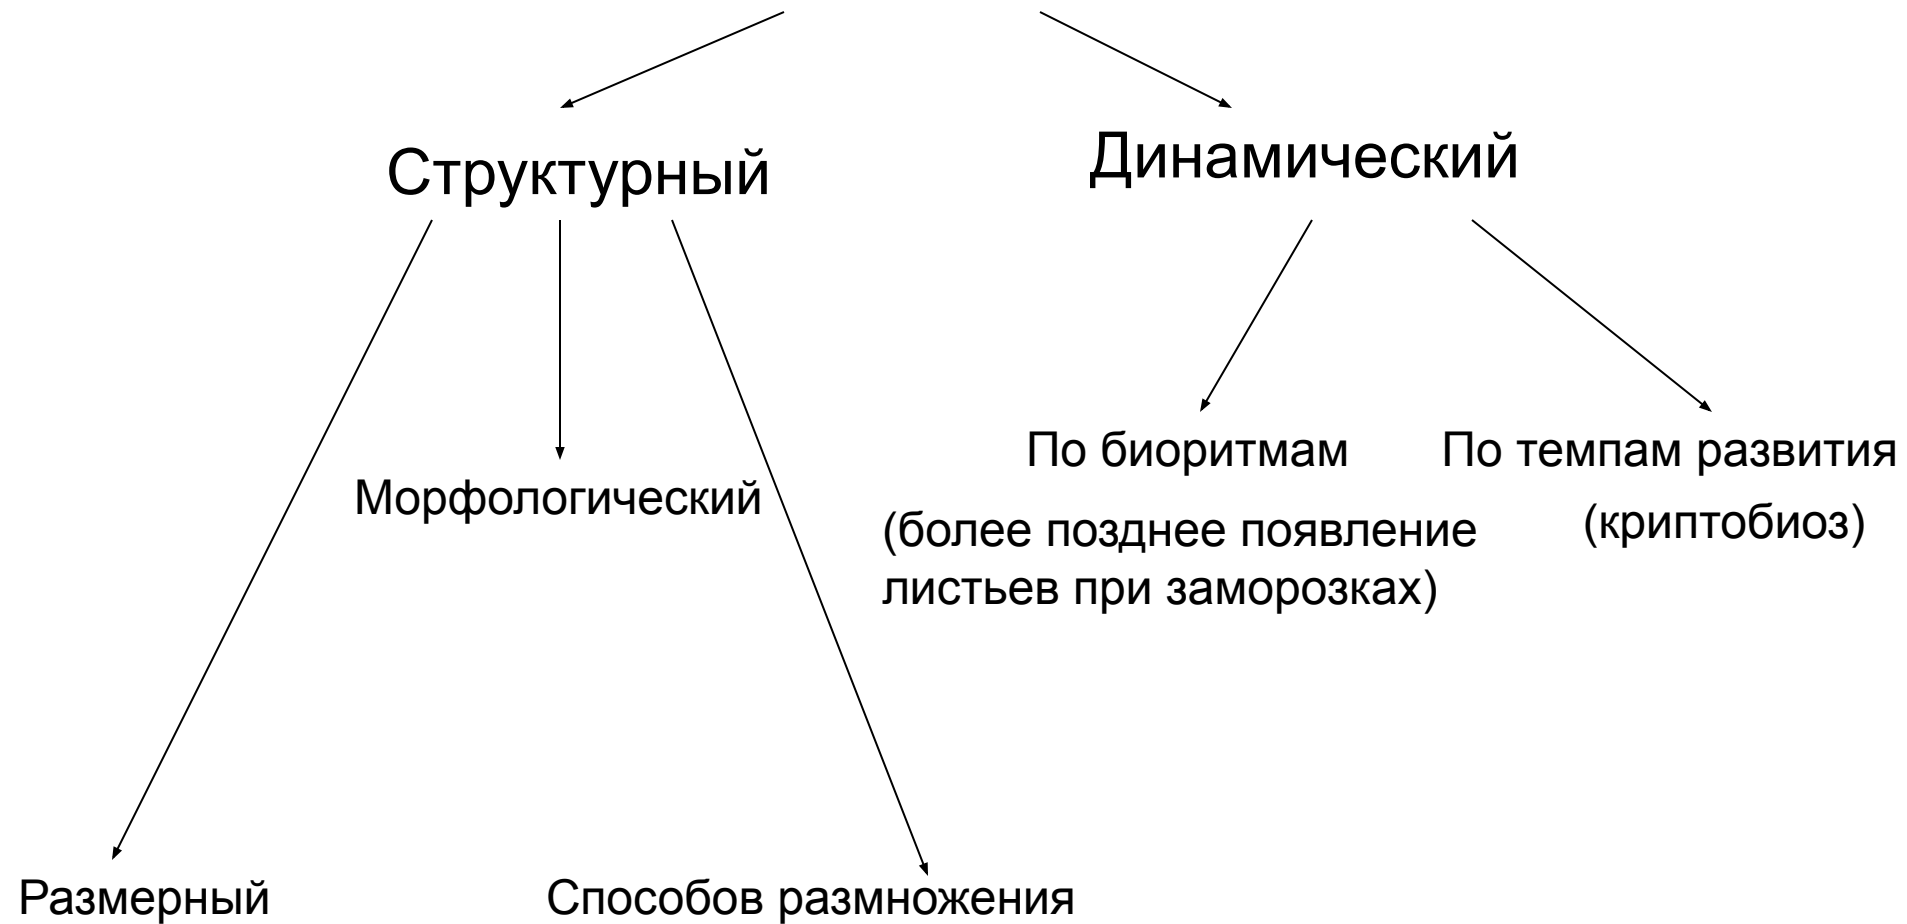 Структурный
Динамический
Морфологический
Размерный
Способов размножения
По биоритмам
(более позднее появление
листьев при заморозках)
По темпам развития
(криптобиоз)